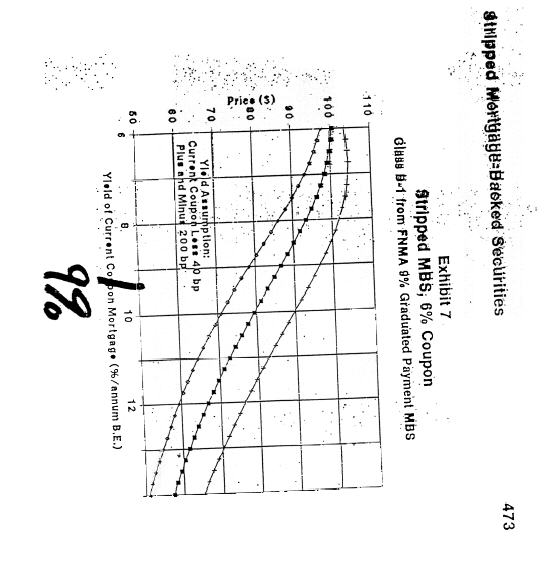 Stripped Mortgage-Backed Securities
473
Exhibit 7
Stripped MBS; 6% Coupon
Class B-1 from FNMA 9% Graduated Payment MBS
Price ($)
110
100
90
80
70
60
50
Yield Assumption:
Current Coupon Less 40 bp
Plus and Minus 200 bp
6
8
10
12
Yield of Current Coupon Mortgage (%/annum B.E.)
9%